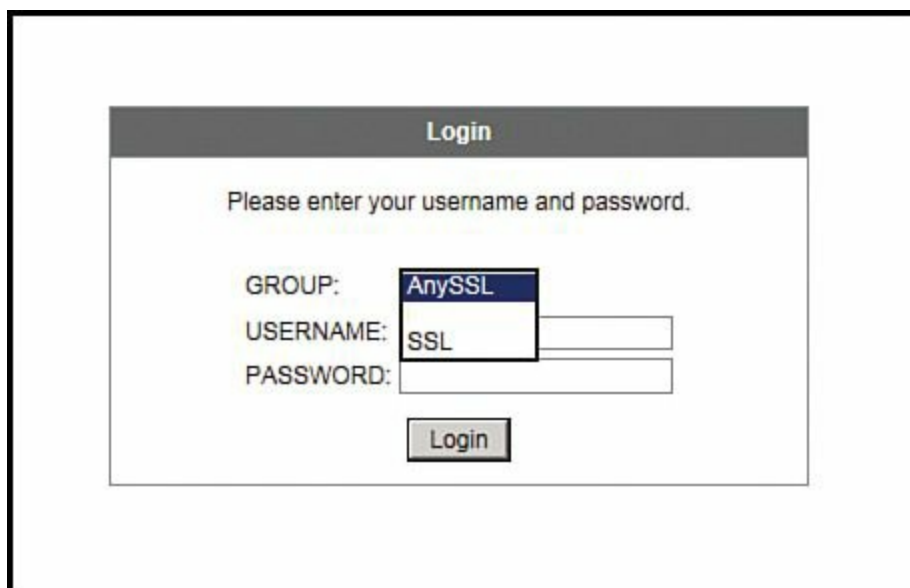 Login
Please enter your username and password.
GROUP: AnySSL
USERNAME: SSL
PASSWORD:
Login